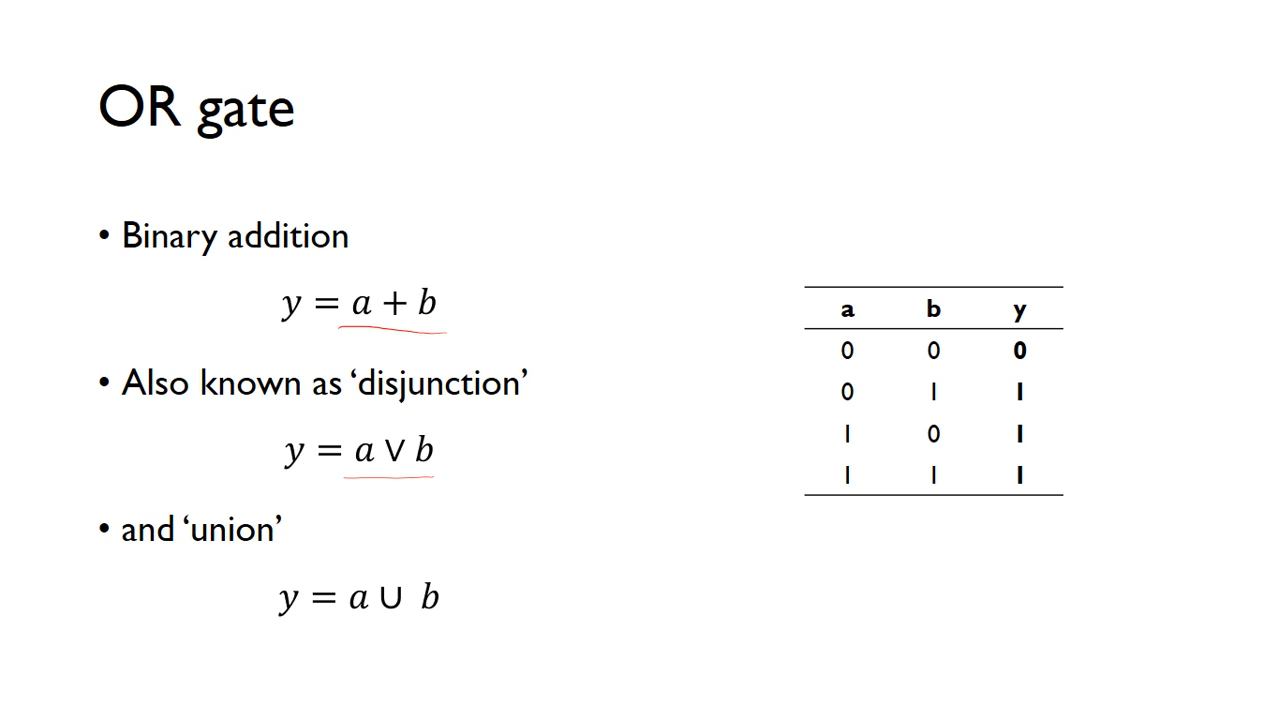 OR gate
• Binary addition
y = a + b
• Also known as ‘disjunction’
y = a ∨ b
• and ‘union’
y = a ∪ b
a b y
0 0 0
0 1 1
1 0 1
1 1 1